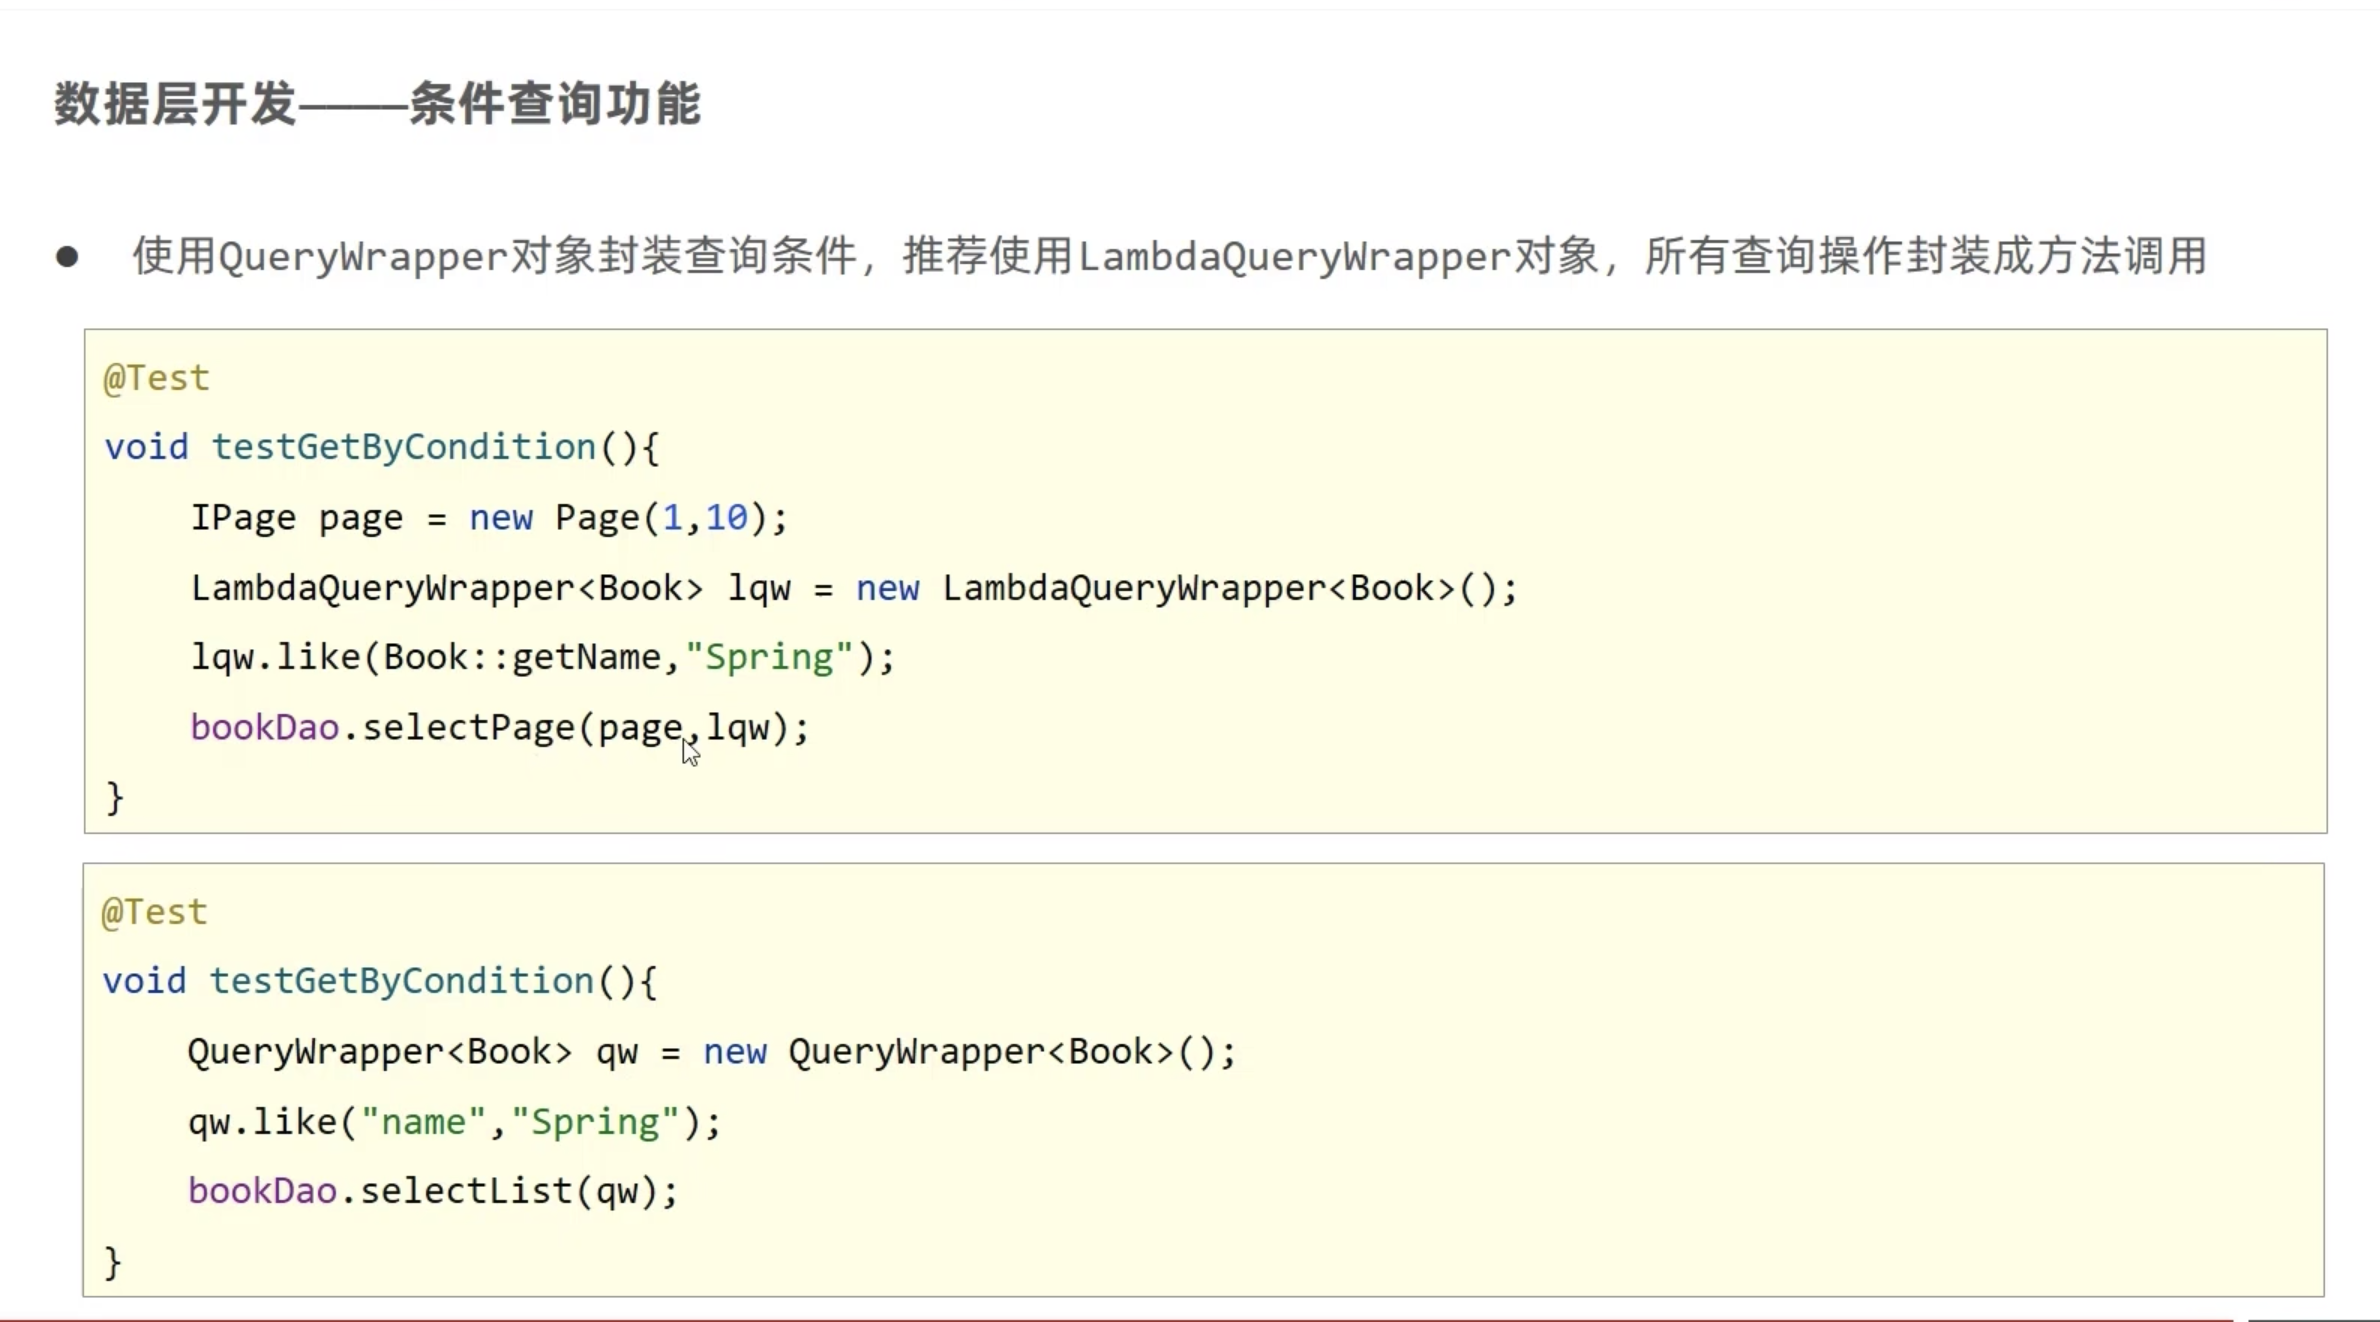 数据层开发————条件查询功能
● 使用QueryWrapper对象封装查询条件，推荐使用LambdaQueryWrapper对象，所有查询操作封装成方法调用
@Test
void testGetByCondition(){
    IPage page = new Page(1,10);
    LambdaQueryWrapper<Book> lqw = new LambdaQueryWrapper<Book>();
    lqw.like(Book::getName,"Spring");
    bookDao.selectPage(page,lqw);
}
@Test
void testGetByCondition(){
    QueryWrapper<Book> qw = new QueryWrapper<Book>();
    qw.like("name","Spring");
    bookDao.selectList(qw);
}